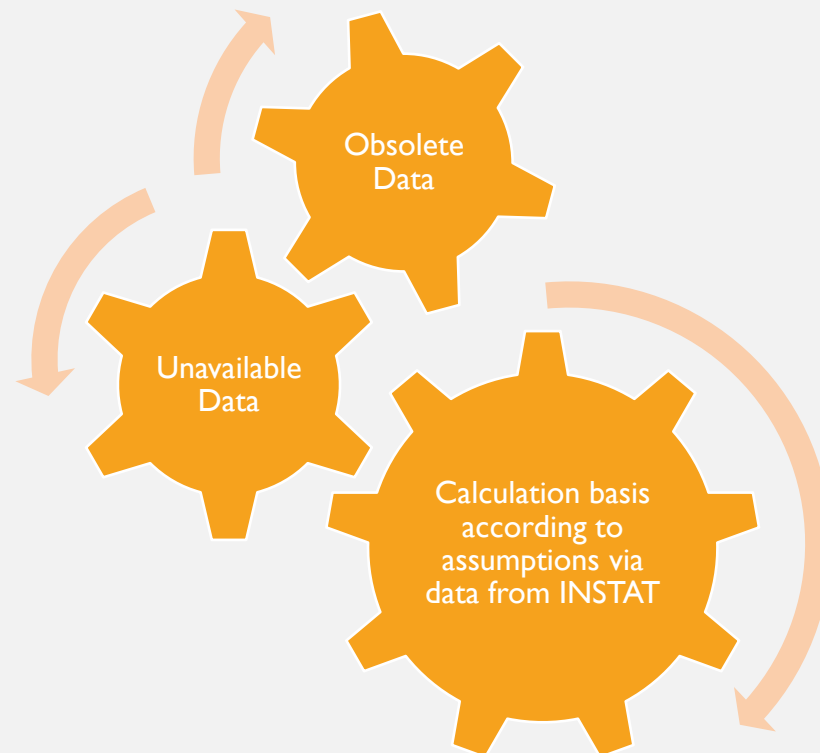 Obsolete
Data
Unavailable
Data
Calculation basis
according to
assumptions via
data from INSTAT